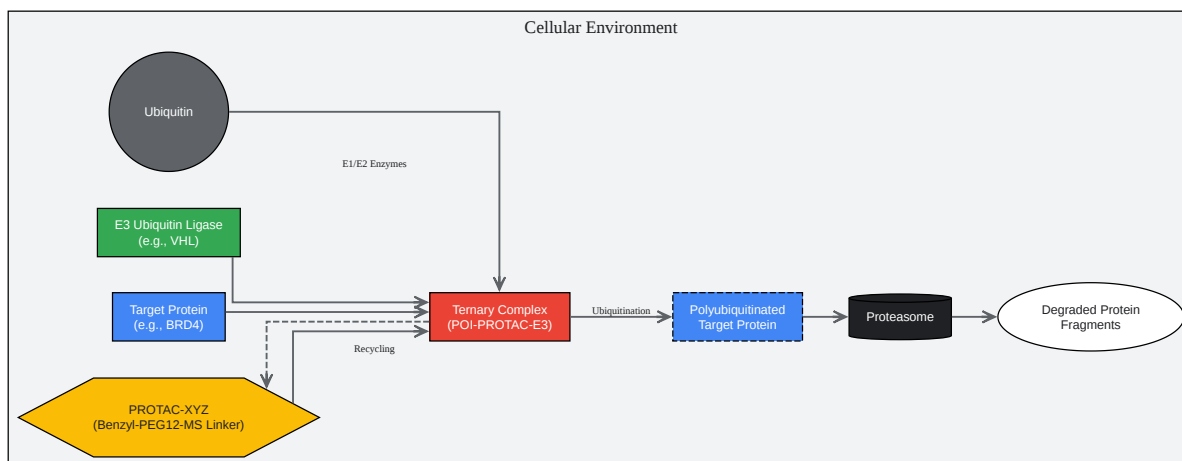 Cellular Environment
Ubiquitin
E1/E2 Enzymes
E3 Ubiquitin Ligase
(e.g., VHL)
Target Protein
(e.g., BRD4)
Ternary Complex
(POI-PROTAC-E3)
Ubiquitination
Polyubiquitinated
Target Protein
Proteasome
Degraded Protein
Fragments
Recycling
PROTAC-XYZ
(Benzyl-PEG12-MS Linker)